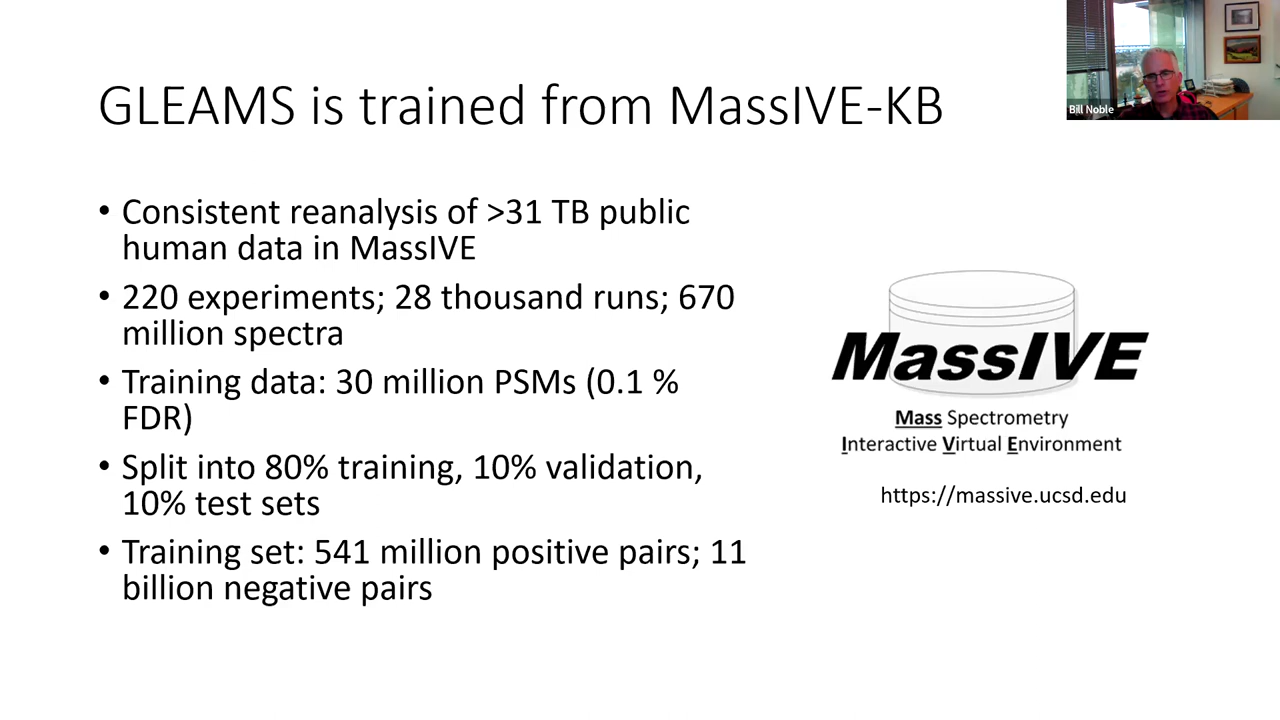 GLEAMS is trained from MassIVE-KB
Bill Noble
• Consistent reanalysis of >31 TB public
human data in MassIVE
• 220 experiments; 28 thousand runs; 670
million spectra
• Training data: 30 million PSMs (0.1 %
FDR)
• Split into 80% training, 10% validation,
10% test sets
• Training set: 541 million positive pairs; 11
billion negative pairs
MassIVE
Mass Spectrometry
Interactive Virtual Environment
https://massive.ucsd.edu